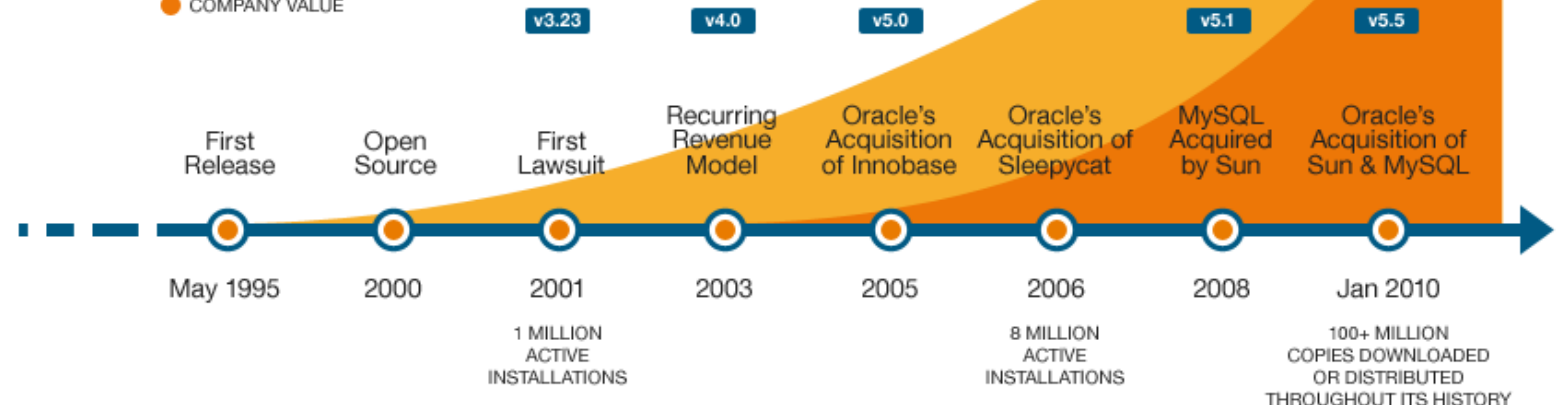 COMPANY VALUE
v3.23
v4.0
v5.0
v5.1
v5.5
First
Release
Open
Source
First
Lawsuit
Recurring
Revenue
Model
Oracle's
Acquisition
of Innobase
Oracle's
Acquisition of
Sleepycat
MySQL
Acquired
by Sun
Oracle's
Acquisition of
Sun & MySQL
May 1995
2000
2001
2003
2005
2006
2008
Jan 2010
1 MILLION
ACTIVE
INSTALLATIONS
8 MILLION
ACTIVE
INSTALLATIONS
100+ MILLION
COPIES DOWNLOADED
OR DISTRIBUTED
THROUGHOUT ITS HISTORY